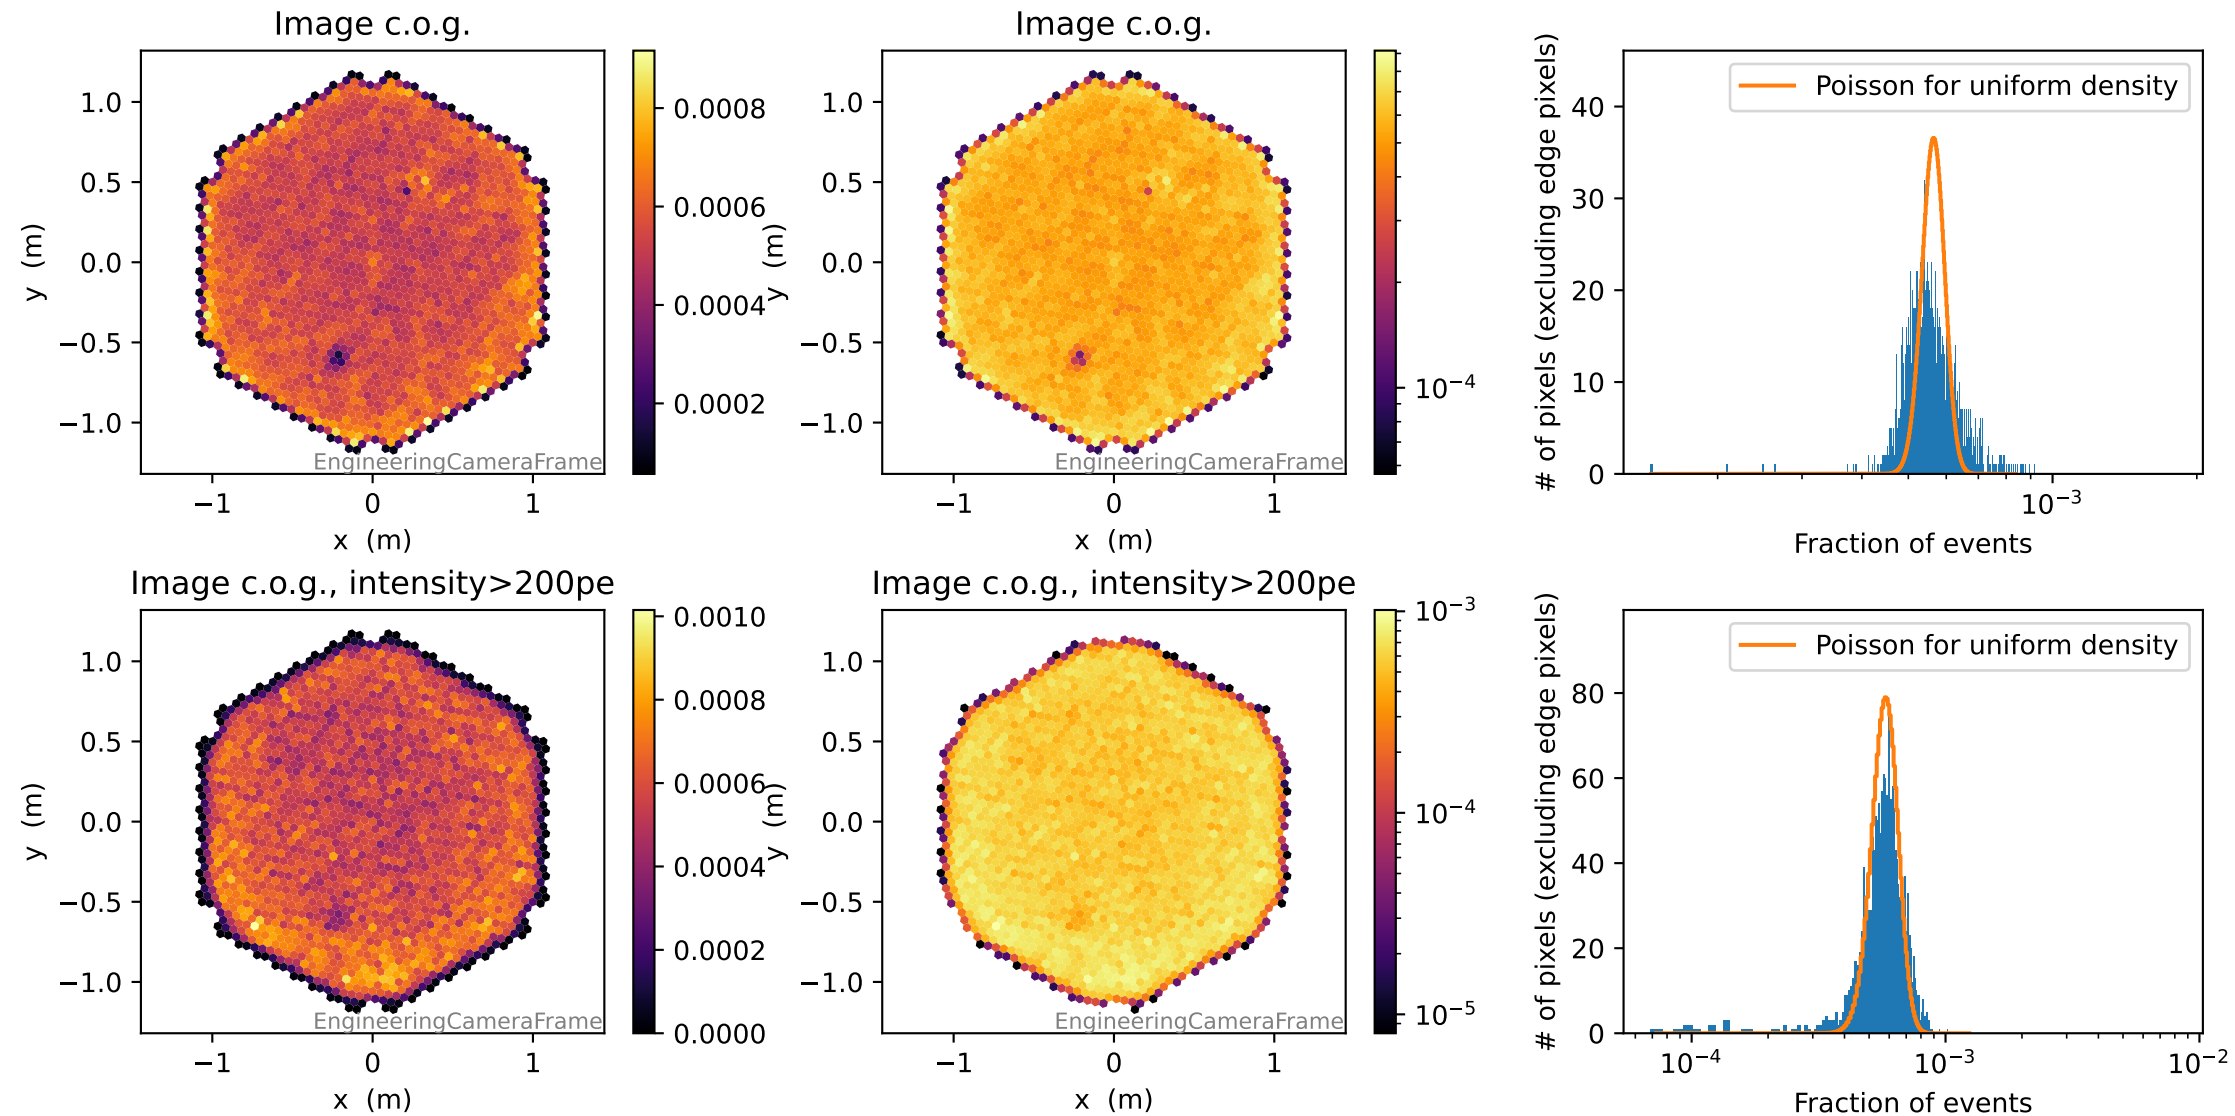 Image c.o.g.
y (m)
1.0
0.5
0.0
−0.5
−1.0
EngineeringCameraFrame
−1
0
1
x (m)
0.0008
0.0006
0.0004
0.0002
Image c.o.g.
y (m)
1.0
0.5
0.0
−0.5
−1.0
EngineeringCameraFrame
−1
0
1
x (m)
10⁻⁴
# of pixels (excluding edge pixels)
40
30
20
10
0
Poisson for uniform density
10⁻³
Fraction of events
Image c.o.g., intensity>200pe
y (m)
1.0
0.5
0.0
−0.5
−1.0
EngineeringCameraFrame
−1
0
1
x (m)
0.0010
0.0008
0.0006
0.0004
0.0002
0.0000
Image c.o.g., intensity>200pe
y (m)
1.0
0.5
0.0
−0.5
−1.0
EngineeringCameraFrame
−1
0
1
x (m)
10⁻³
10⁻⁴
10⁻⁵
# of pixels (excluding edge pixels)
80
60
40
20
0
Poisson for uniform density
10⁻⁴
10⁻³
10⁻²
Fraction of events